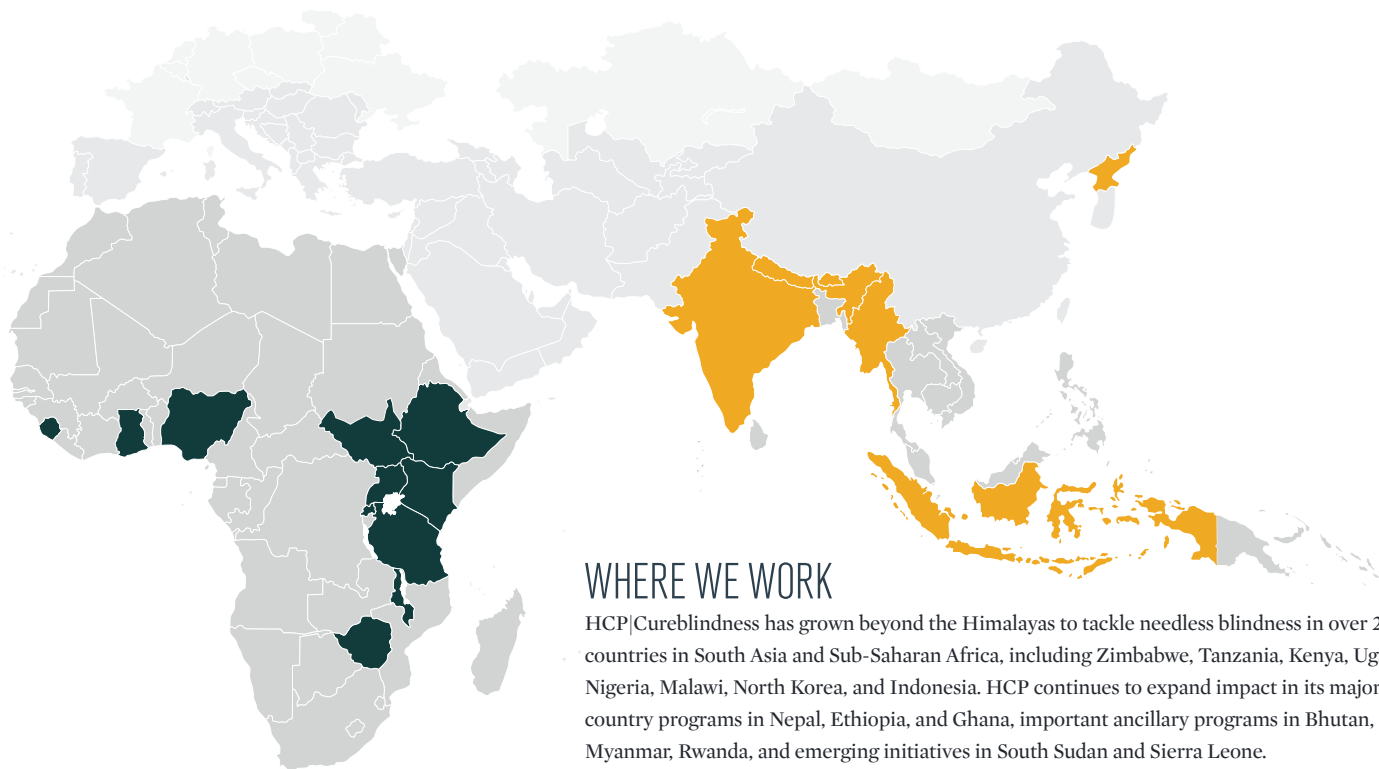 WHERE WE WORK
HCP|Cureblindness has grown beyond the Himalayas to tackle needless blindness in over 2
countries in South Asia and Sub-Saharan Africa, including Zimbabwe, Tanzania, Kenya, Ug
Nigeria, Malawi, North Korea, and Indonesia. HCP continues to expand impact in its major
country programs in Nepal, Ethiopia, and Ghana, important ancillary programs in Bhutan,
Myanmar, Rwanda, and emerging initiatives in South Sudan and Sierra Leone.